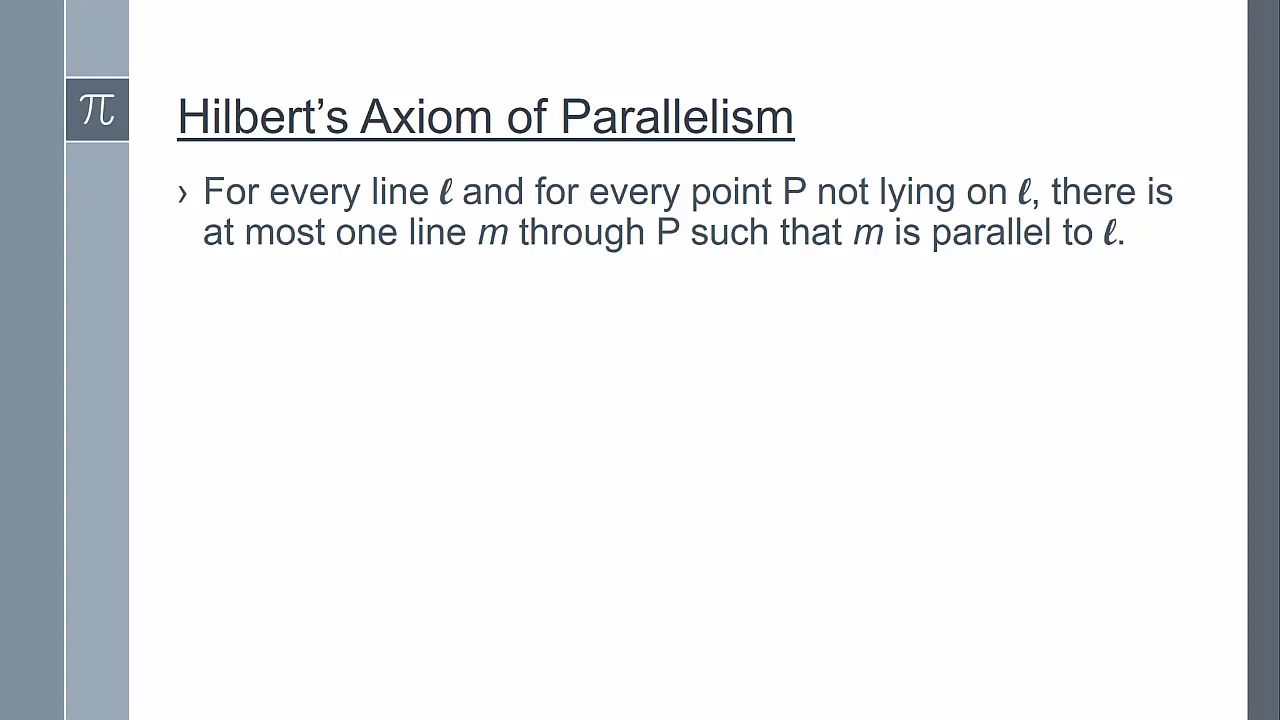 π
Hilbert’s Axiom of Parallelism
› For every line ℓ and for every point P not lying on ℓ, there is
at most one line m through P such that m is parallel to ℓ.